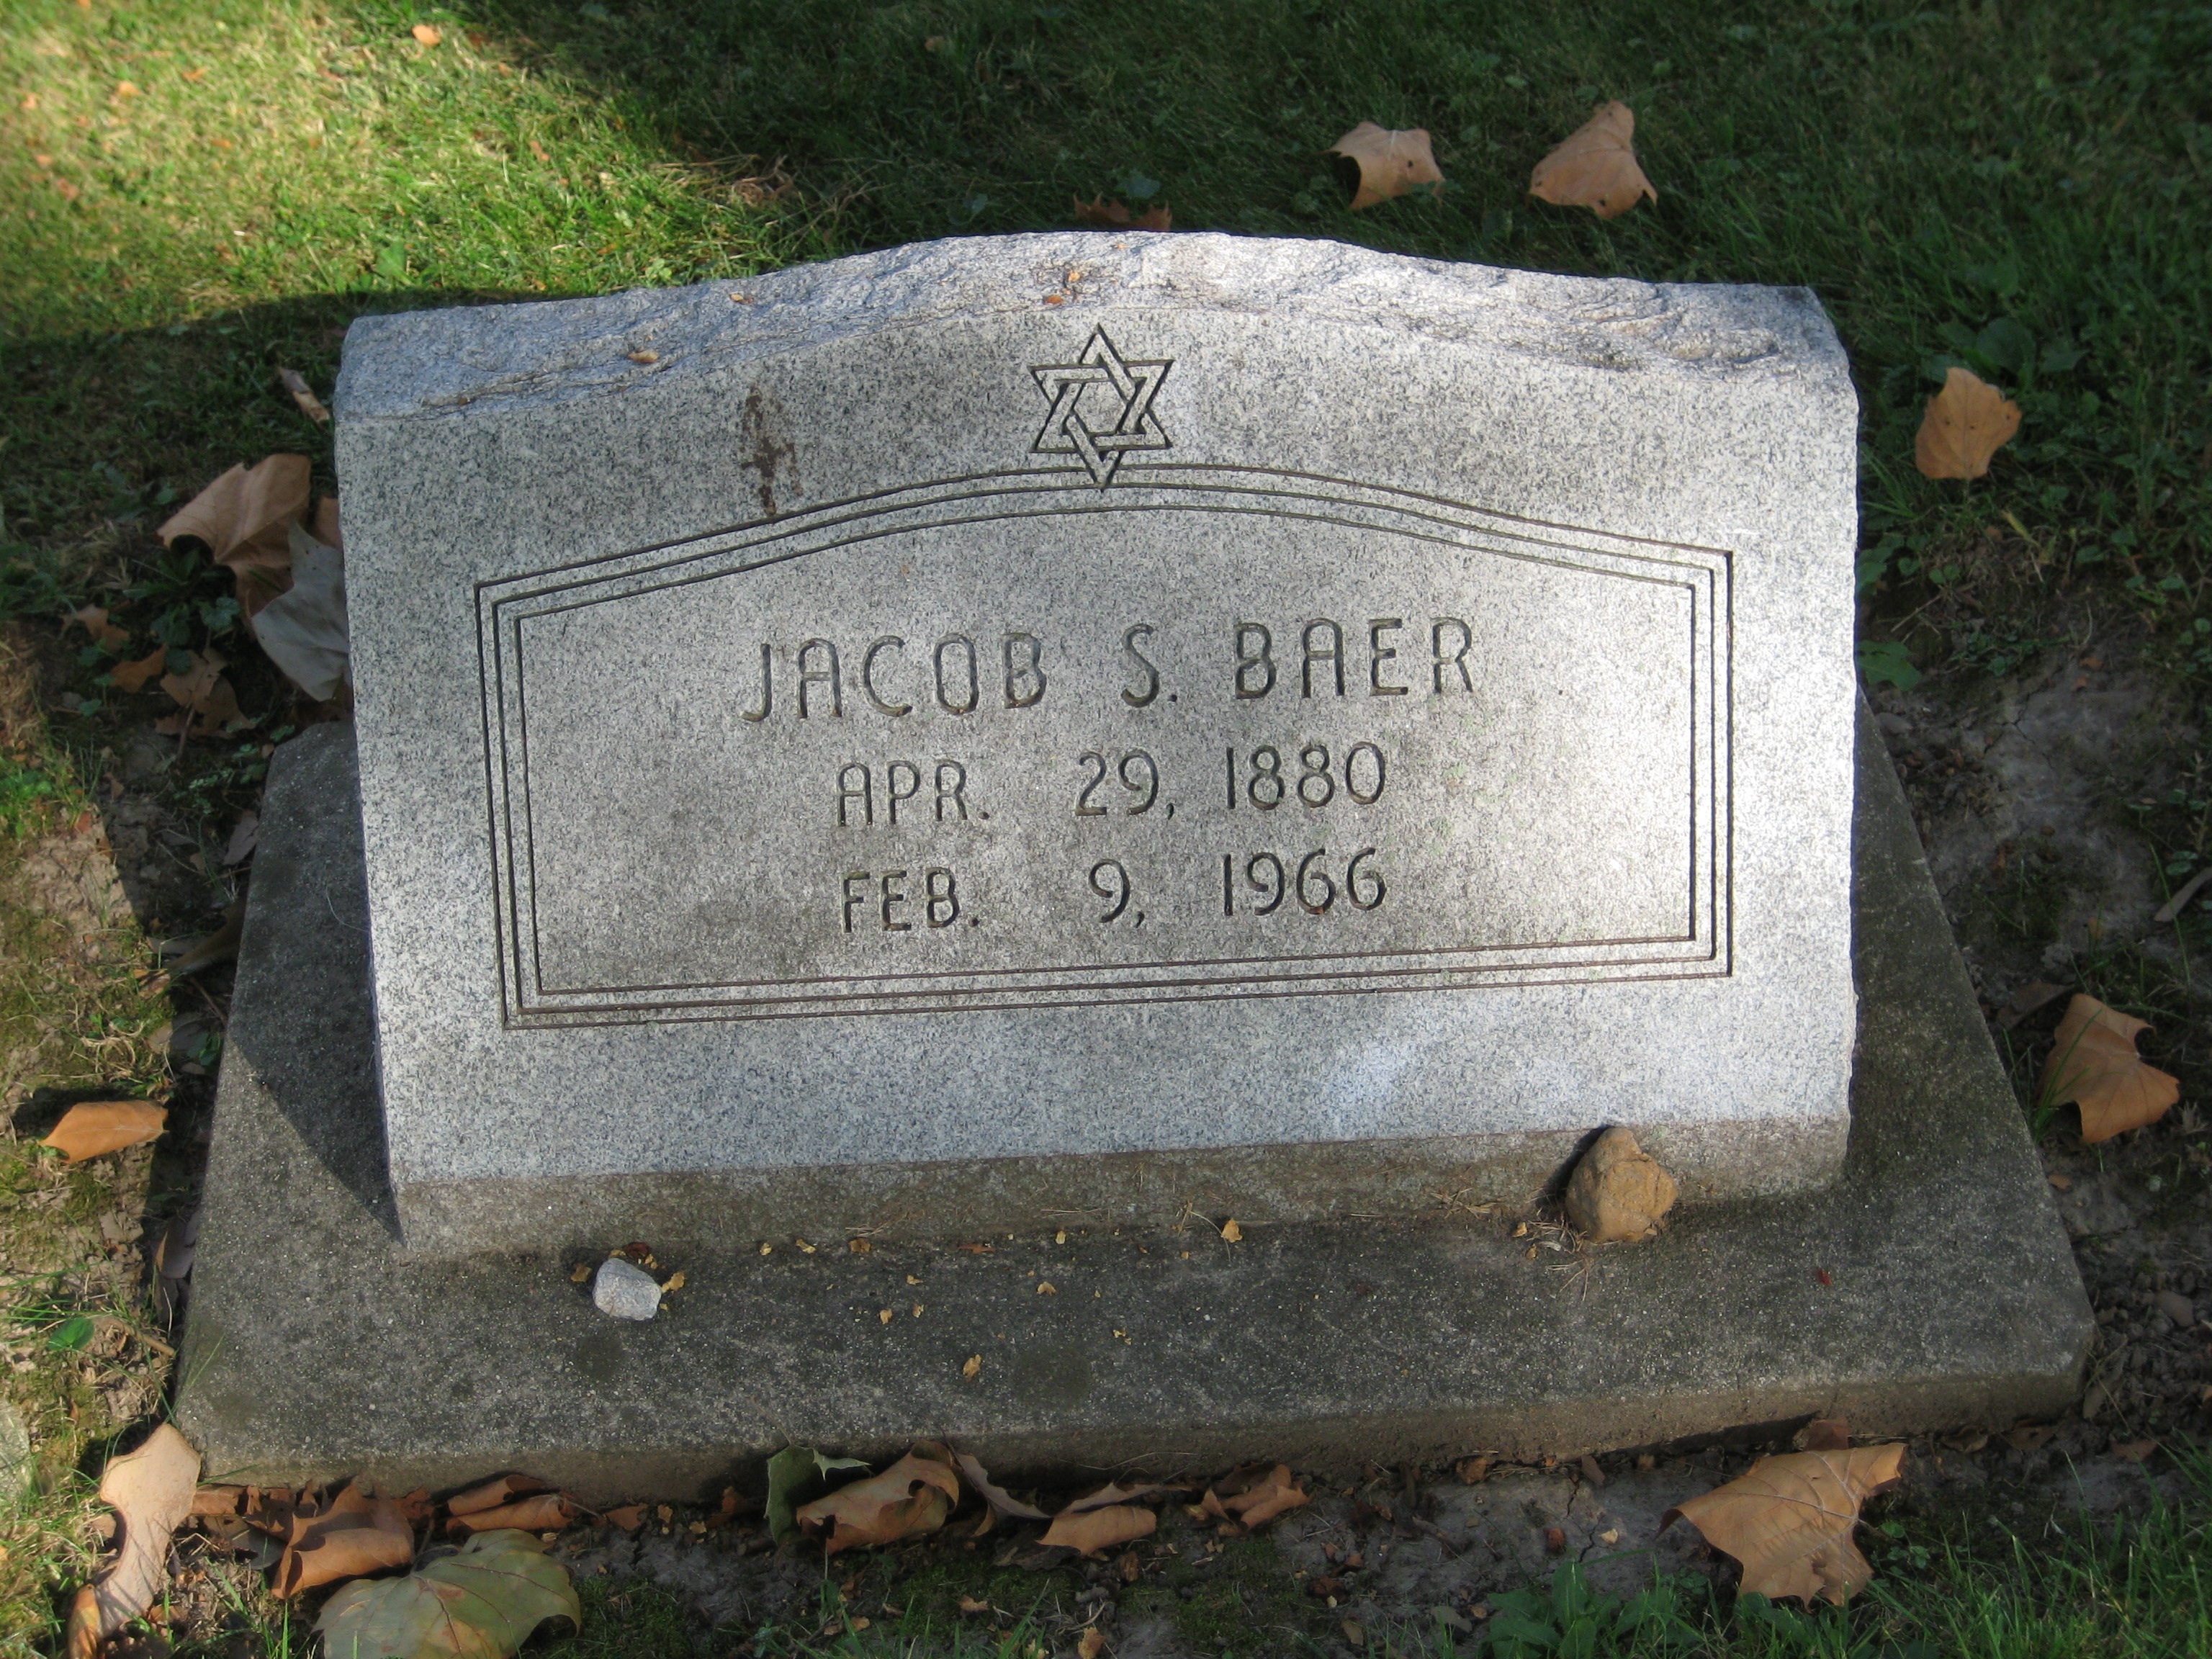 JACOB S. BAER
APR. 29, 1880
FEB. 9, 1966